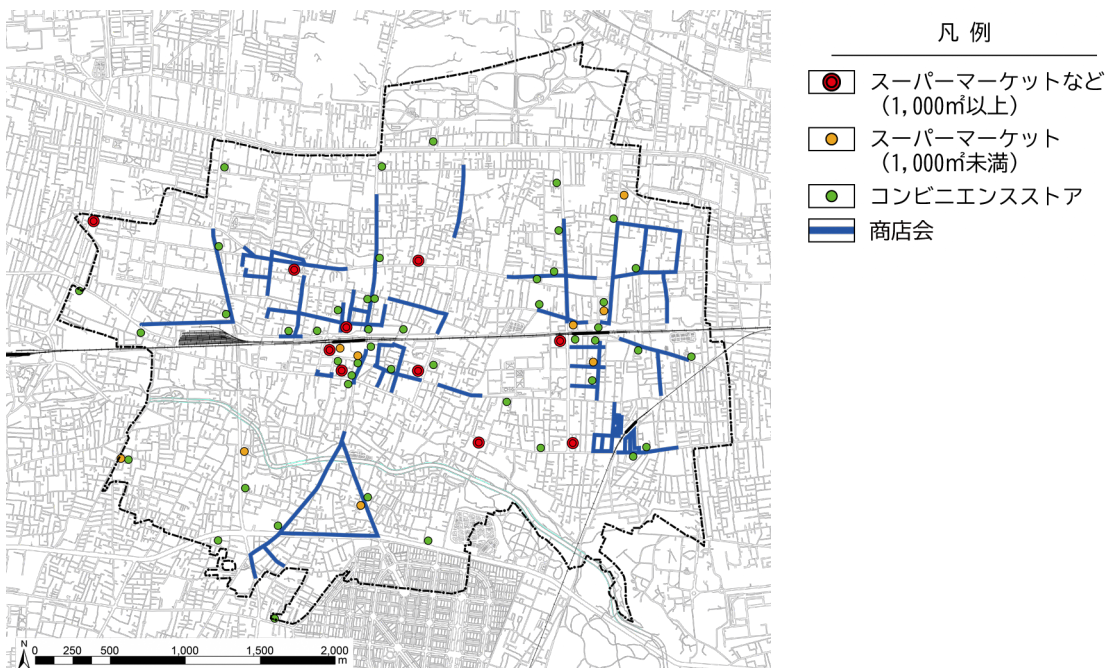 凡 例
スーパーマーケットなど
(1,000㎡以上)
スーパーマーケット
(1,000㎡未満)
コンビニエンスストア
商店会
N
0 250 500 1,000 1,500 2,000
m